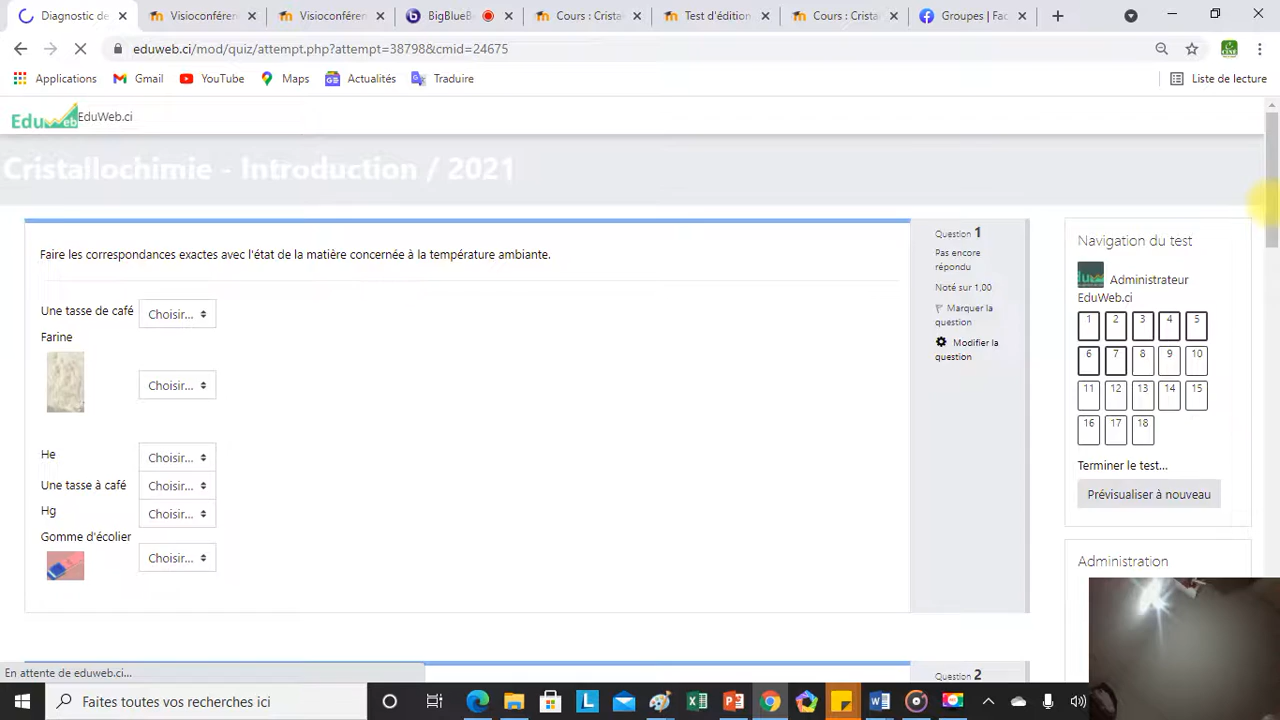 Diagnostic de
Visioconféren
Visioconféren
BigBlueB
Cours : Crista
Test d'édition
Cours : Crista
Groupes | Fac
eduweb.ci/mod/quiz/attempt.php?attempt=38798&cmid=24675
Applications
Gmail
YouTube
Maps
Actualités
Traduire
Liste de lecture
Eduweb
EduWeb.ci
Cristallochimie - Introduction / 2021
Faire les correspondances exactes avec l'état de la matière concernée à la température ambiante.
Une tasse de café
Choisir...
Farine
Choisir...
He
Choisir...
Une tasse à café
Choisir...
Hg
Choisir...
Gomme d'écolier
Choisir...
Question 1
Pas encore
répondu
Noté sur 1,00
Marquer la
question
Modifier la
question
Navigation du test
Administrateur
EduWeb.ci
1 2 3 4 5
6 7 8 9 10
11 12 13 14 15
16 17 18
Terminer le test...
Prévisualiser à nouveau
Administration
Question 2
En attente de eduweb.ci...
Faites toutes vos recherches ici